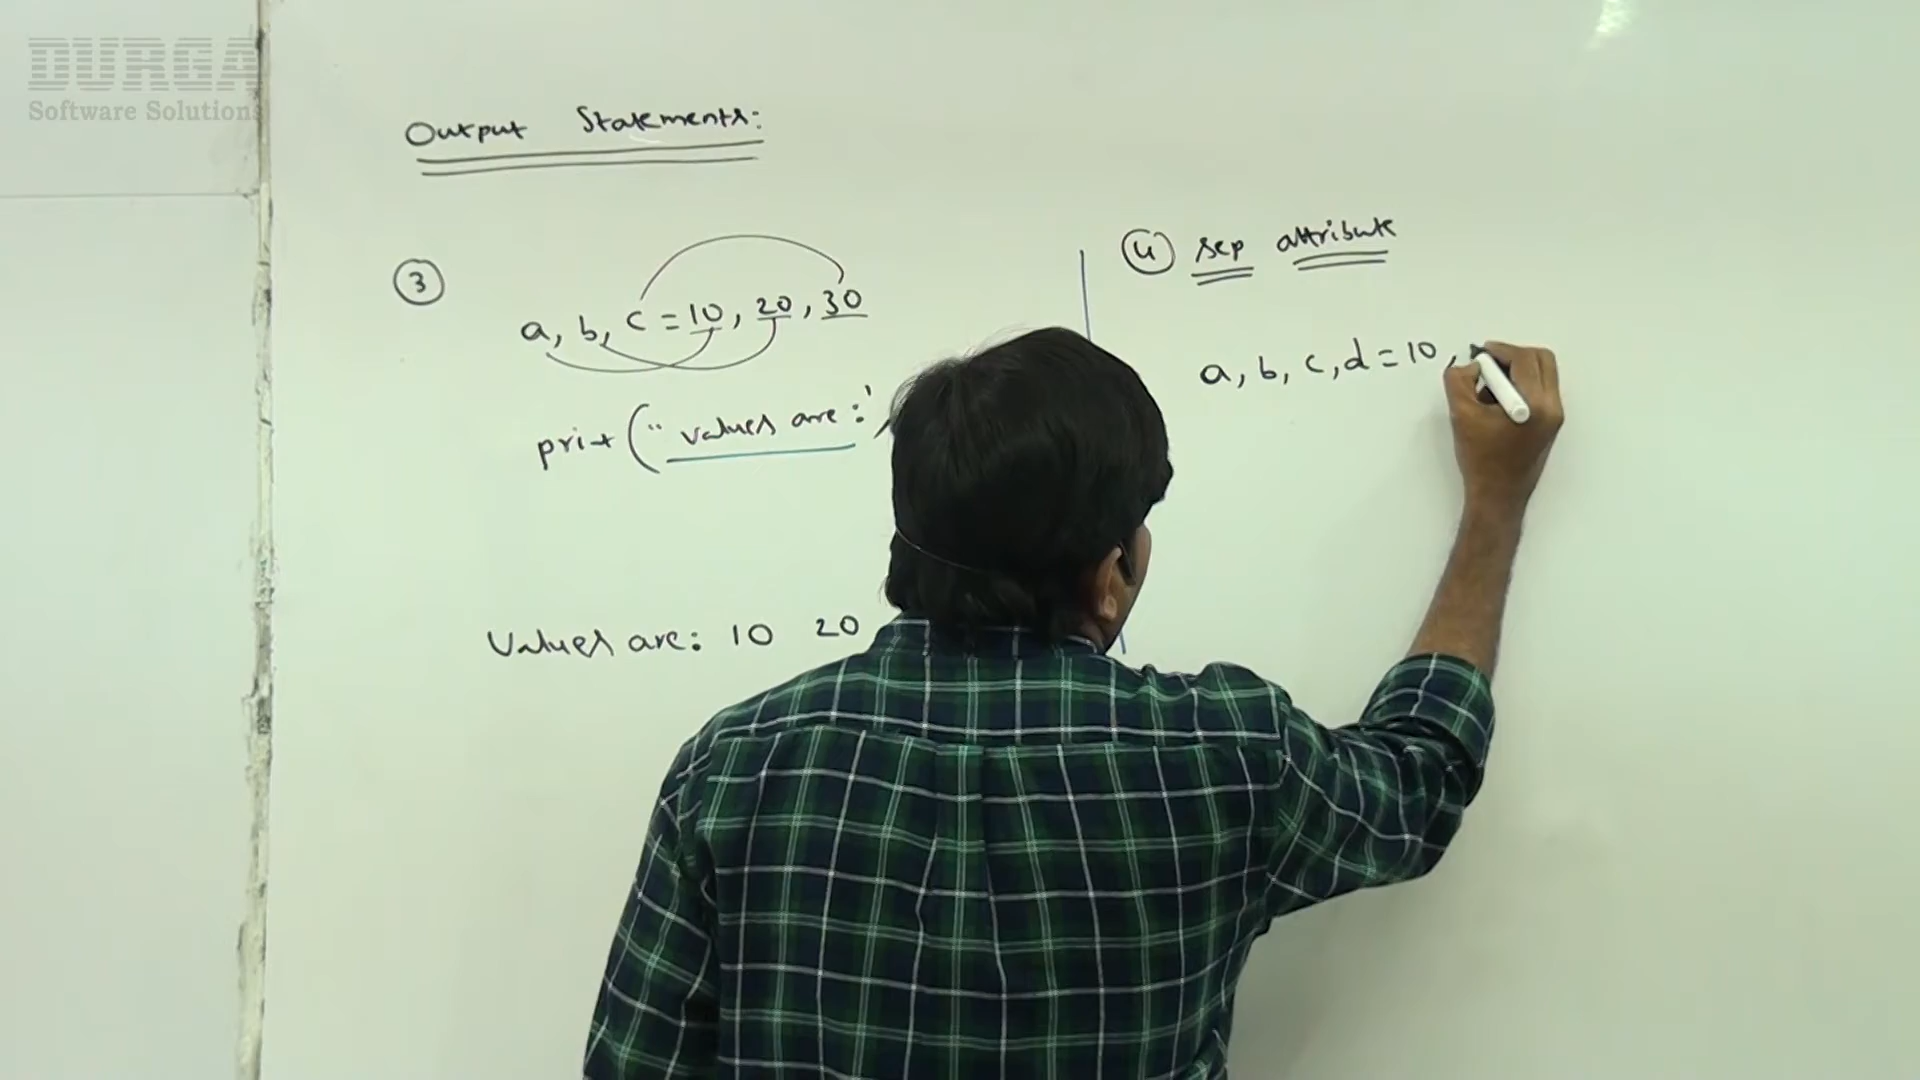 DURGA
Software Solutions
Output Statements:
3
a, b, c = 10, 20, 30
print (" values are :',
Values are: 10 20
4 sep attribute
a, b, c, d = 10,